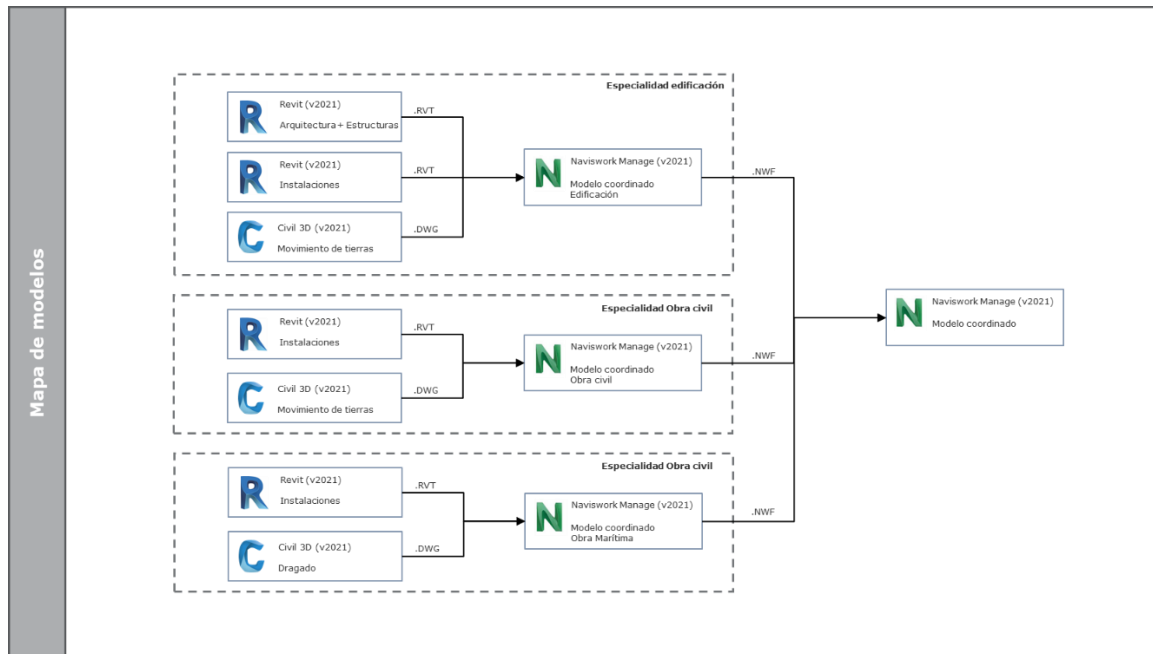 Mapa de modelos
Especialidad edificación
Revit (v2021)
Arquitectura + Estructuras
.RVT
Revit (v2021)
Instalaciones
.RVT
Civil 3D (v2021)
Movimiento de tierras
.DWG
Naviswork Manage (v2021)
Modelo coordinado
Edificación
.NWF
Especialidad Obra civil
Revit (v2021)
Instalaciones
.RVT
Civil 3D (v2021)
Movimiento de tierras
.DWG
Naviswork Manage (v2021)
Modelo coordinado
Obra civil
.NWF
Especialidad Obra civil
Revit (v2021)
Instalaciones
.RVT
Civil 3D (v2021)
Dragado
.DWG
Naviswork Manage (v2021)
Modelo coordinado
Obra Marítima
.NWF
Naviswork Manage (v2021)
Modelo coordinado